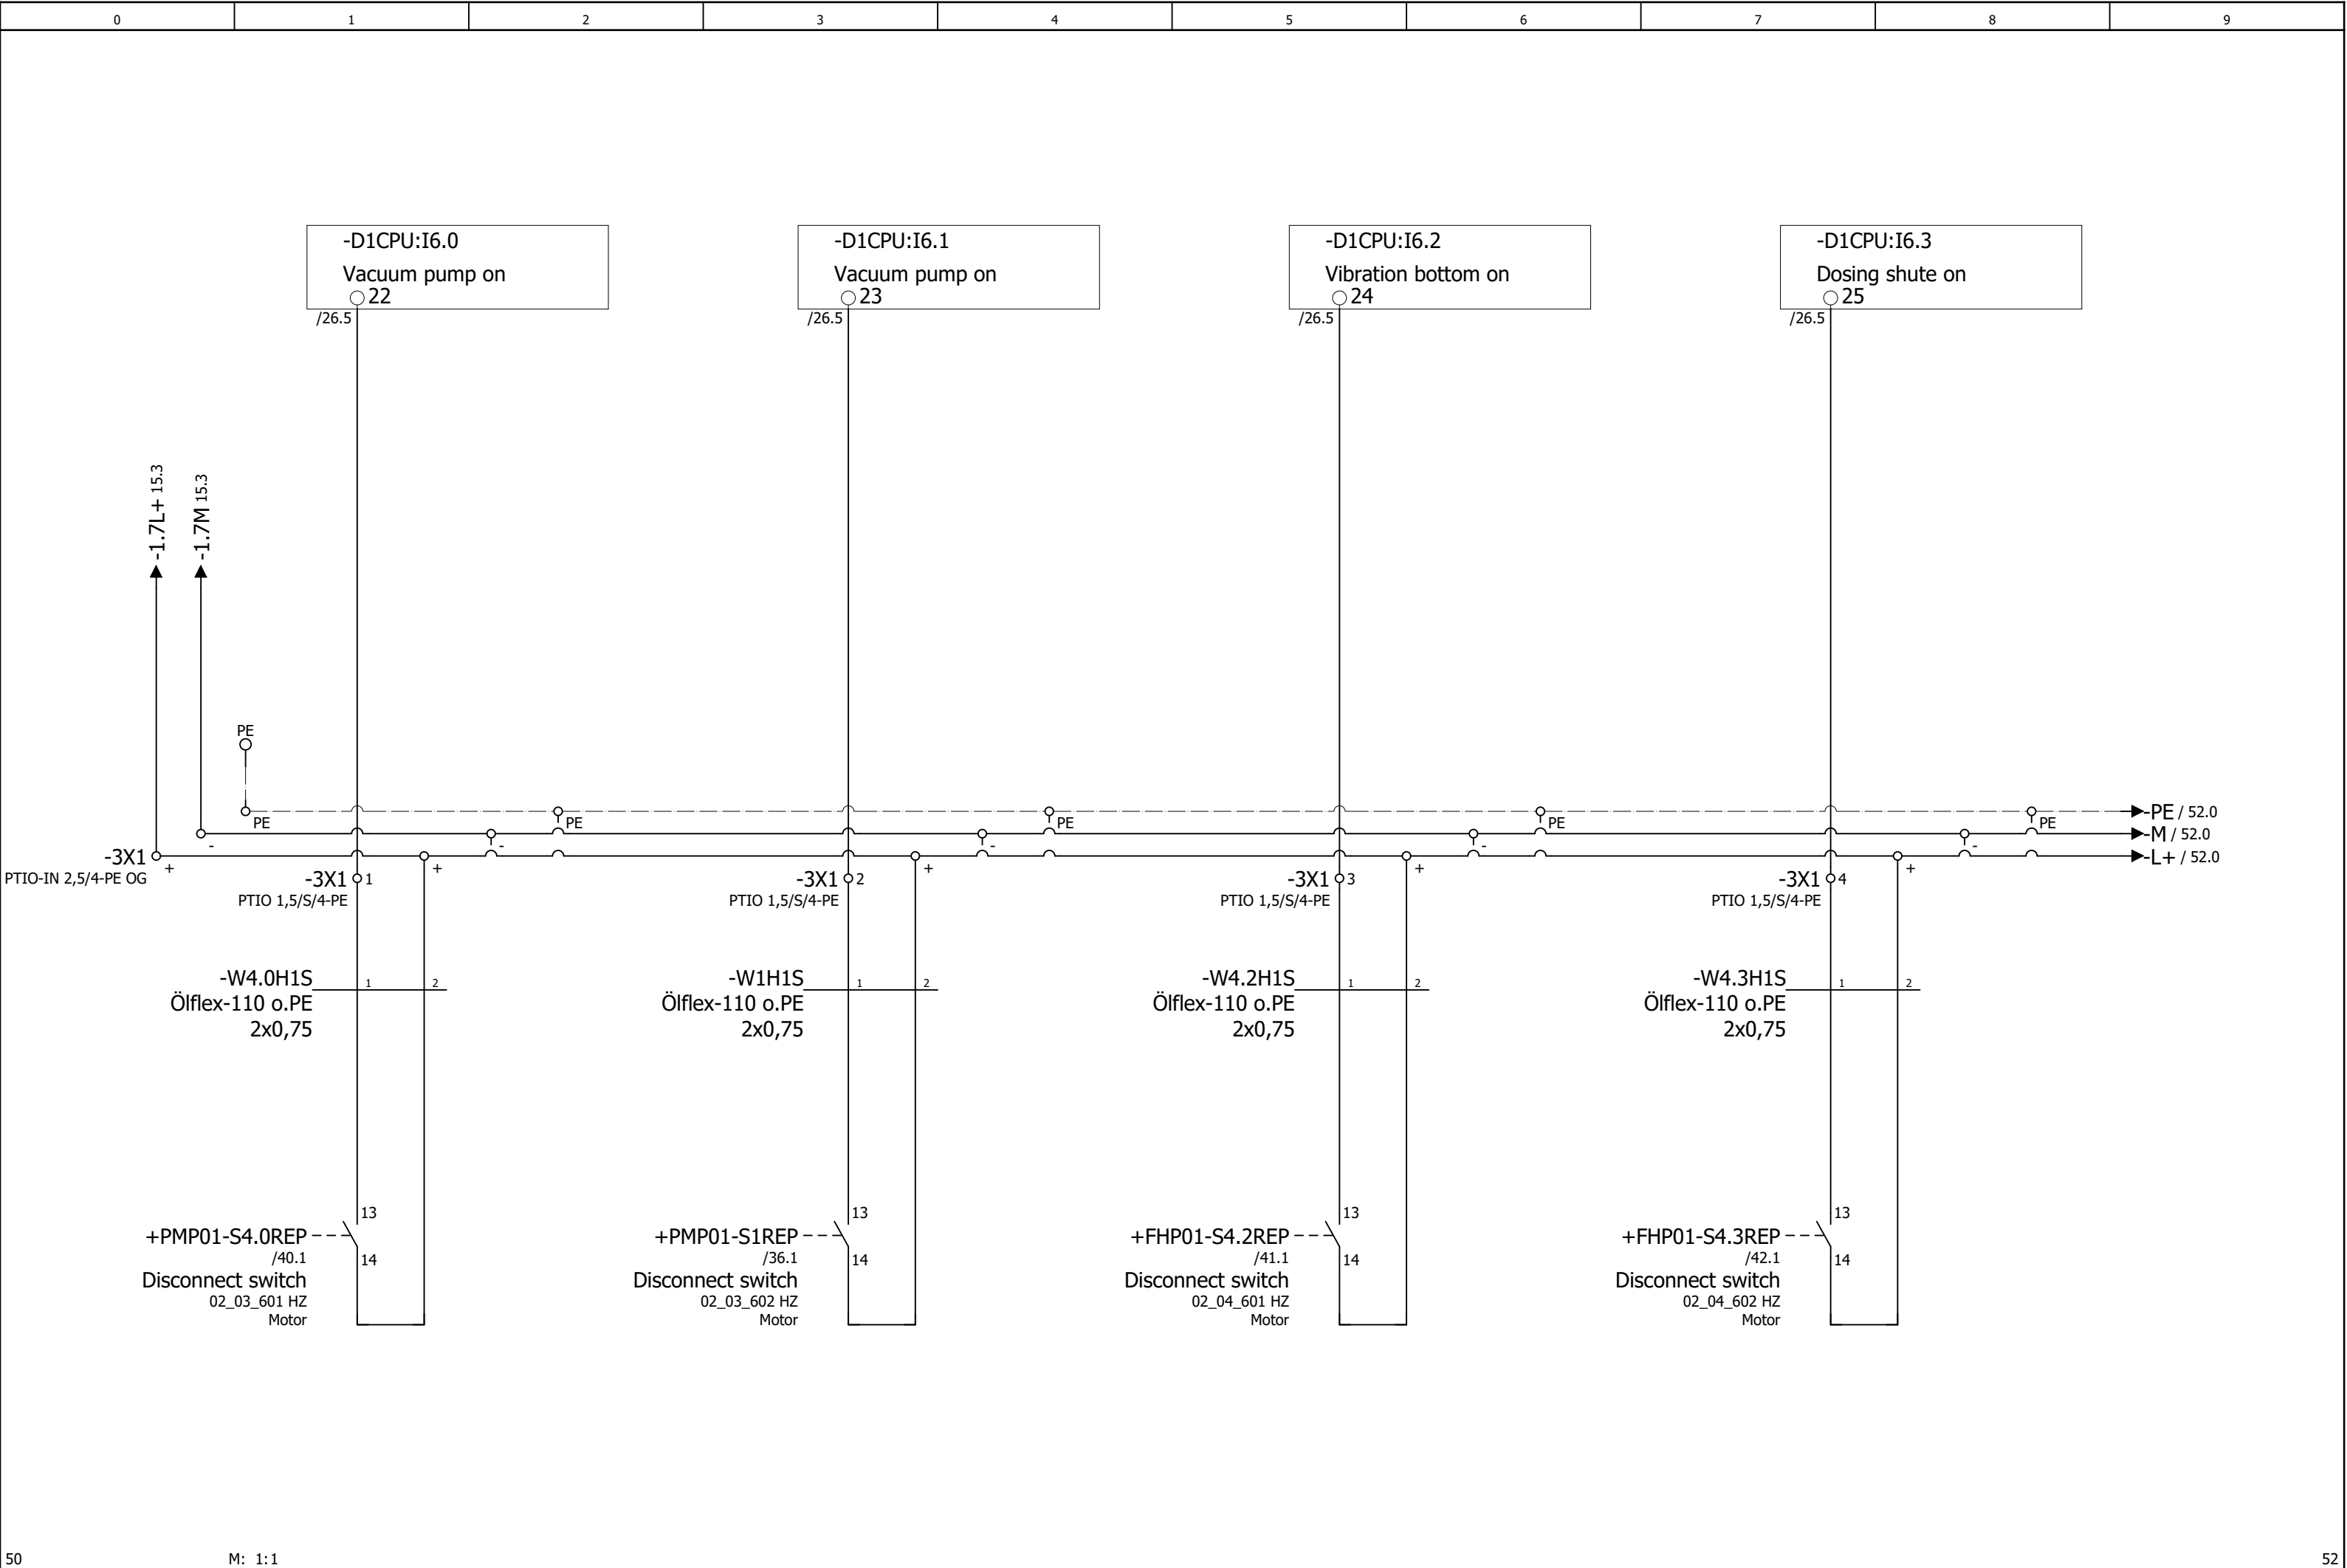 0 1 2 3 4 5 6 7 8 9
-D1CPU:I6.0
Vacuum pump on
22
/26.5
-D1CPU:I6.1
Vacuum pump on
23
/26.5
-D1CPU:I6.2
Vibration bottom on
24
/26.5
-D1CPU:I6.3
Dosing shute on
25
/26.5
-1.7L+ 15.3
-1.7M 15.3
PE
PE PE PE PE PE
-PE / 52.0
-M / 52.0
-L+ / 52.0
- - - - -
-3X1 +
PTIO-IN 2,5/4-PE OG
-3X1 1 +
PTIO 1,5/S/4-PE
-3X1 2 +
PTIO 1,5/S/4-PE
-3X1 3 +
PTIO 1,5/S/4-PE
-3X1 4 +
PTIO 1,5/S/4-PE
-W4.0H1S 1 2
Ölflex-110 o.PE
2x0,75
-W1H1S 1 2
Ölflex-110 o.PE
2x0,75
-W4.2H1S 1 2
Ölflex-110 o.PE
2x0,75
-W4.3H1S 1 2
Ölflex-110 o.PE
2x0,75
13
+PMP01-S4.0REP
/40.1 14
Disconnect switch
02_03_601 HZ
Motor
13
+PMP01-S1REP
/36.1 14
Disconnect switch
02_03_602 HZ
Motor
13
+FHP01-S4.2REP
/41.1 14
Disconnect switch
02_04_601 HZ
Motor
13
+FHP01-S4.3REP
/42.1 14
Disconnect switch
02_04_602 HZ
Motor
50 M: 1:1 52